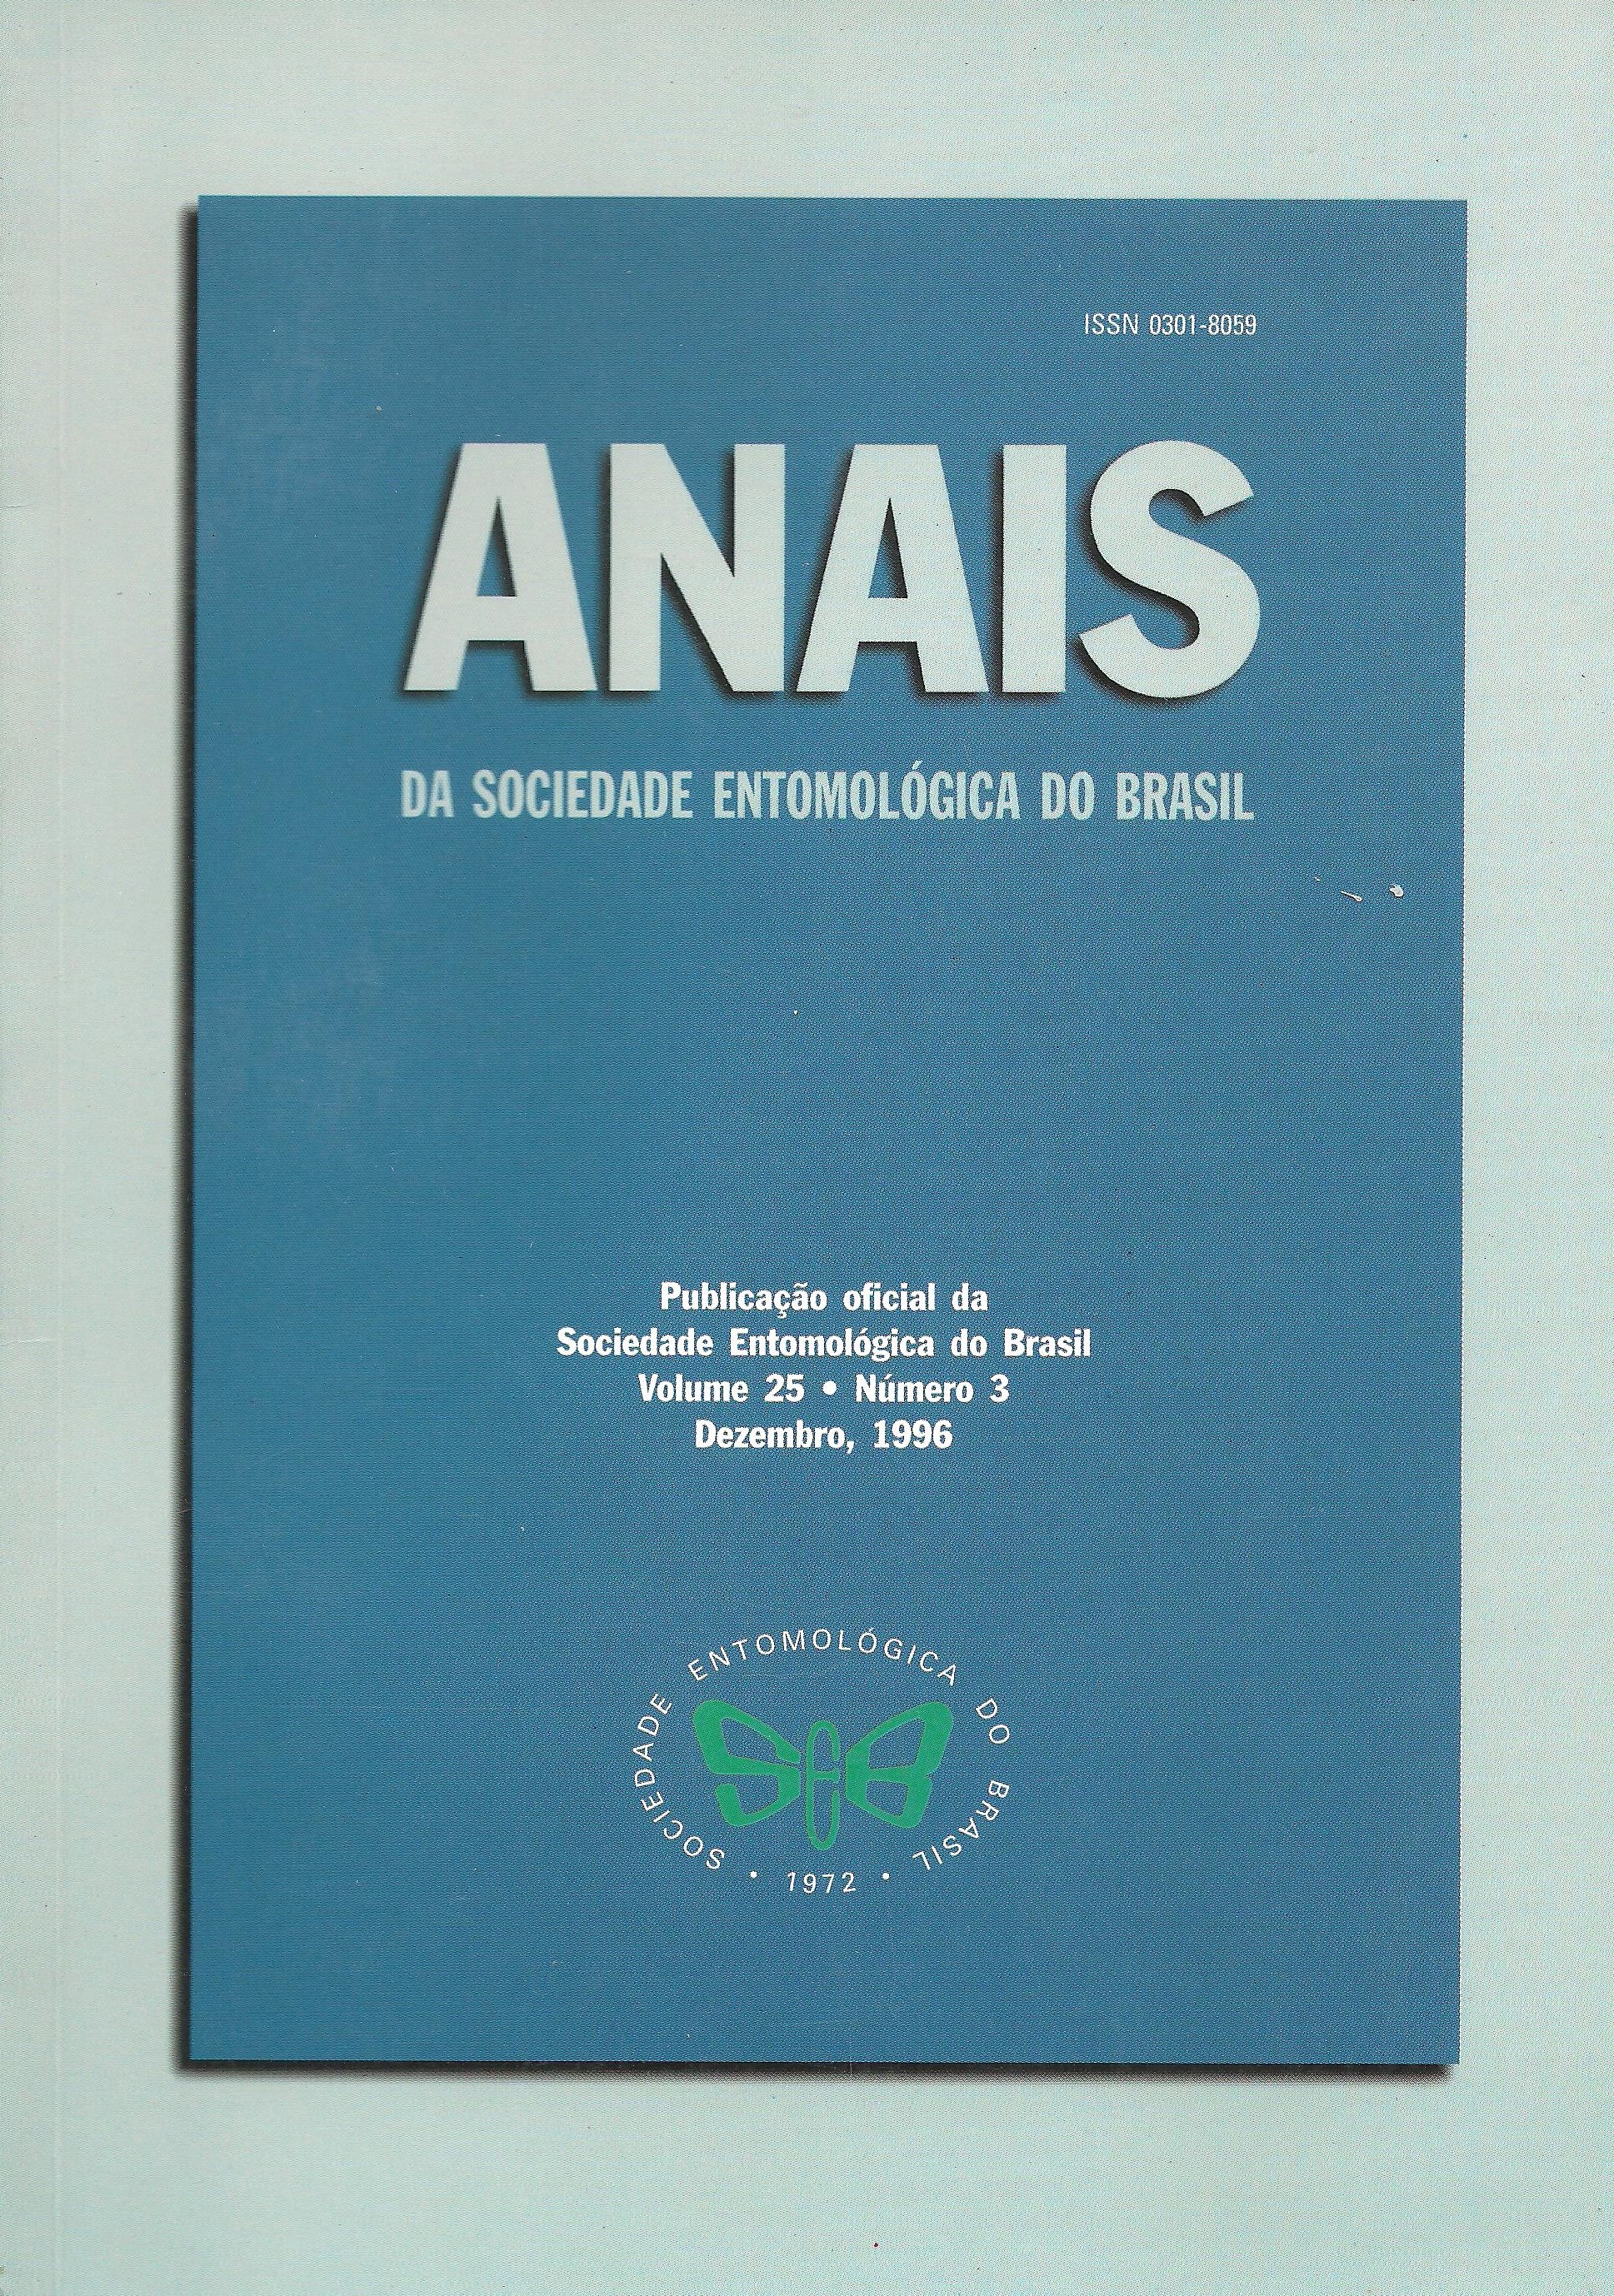 ISSN 0301-8059
ANAIS
DA SOCIEDADE ENTOMOLÓGICA DO BRASIL
Publicação oficial da
Sociedade Entomológica do Brasil
Volume 25 • Número 3
Dezembro, 1996
SOCIEDADE ENTOMOLÓGICA DO BRASIL
SEB
• 1972 •